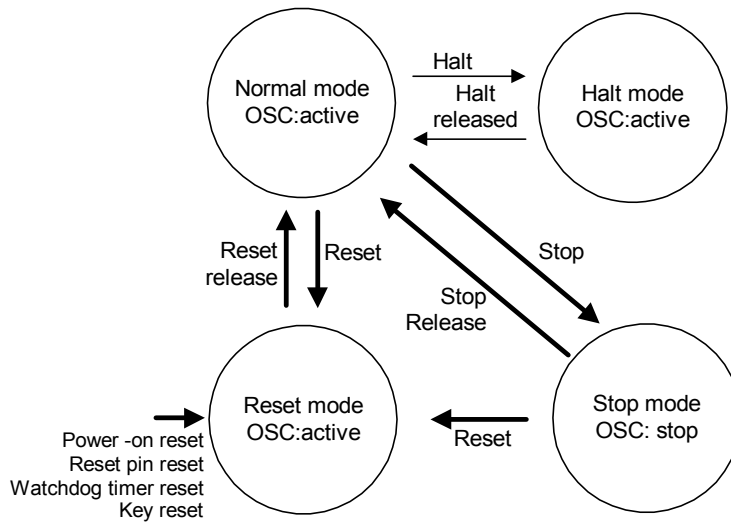 Normal mode
OSC:active
Halt
Halt
released
Halt mode
OSC:active
Reset
release
Reset
Stop
Stop
Release
Reset mode
OSC:active
Reset
Stop mode
OSC: stop
Power -on reset
Reset pin reset
Watchdog timer reset
Key reset